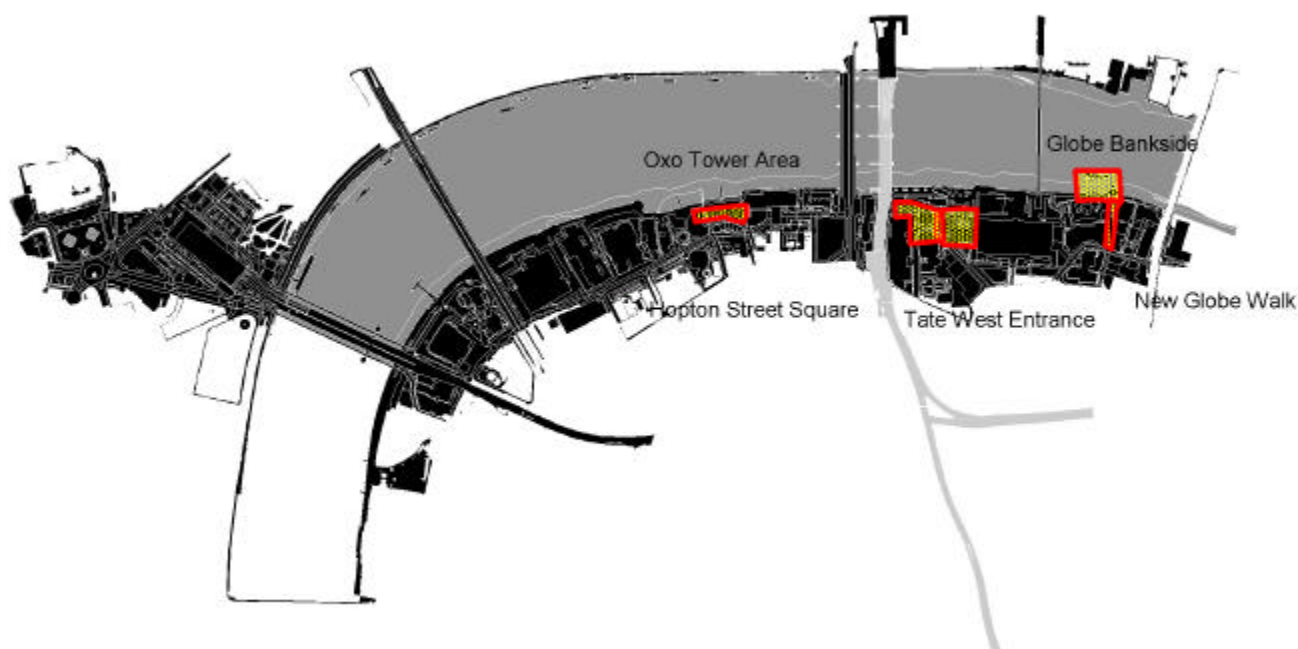 Globe Bankside
Oxo Tower Area
New Globe Walk
Hopton Street Square
Tate West Entrance